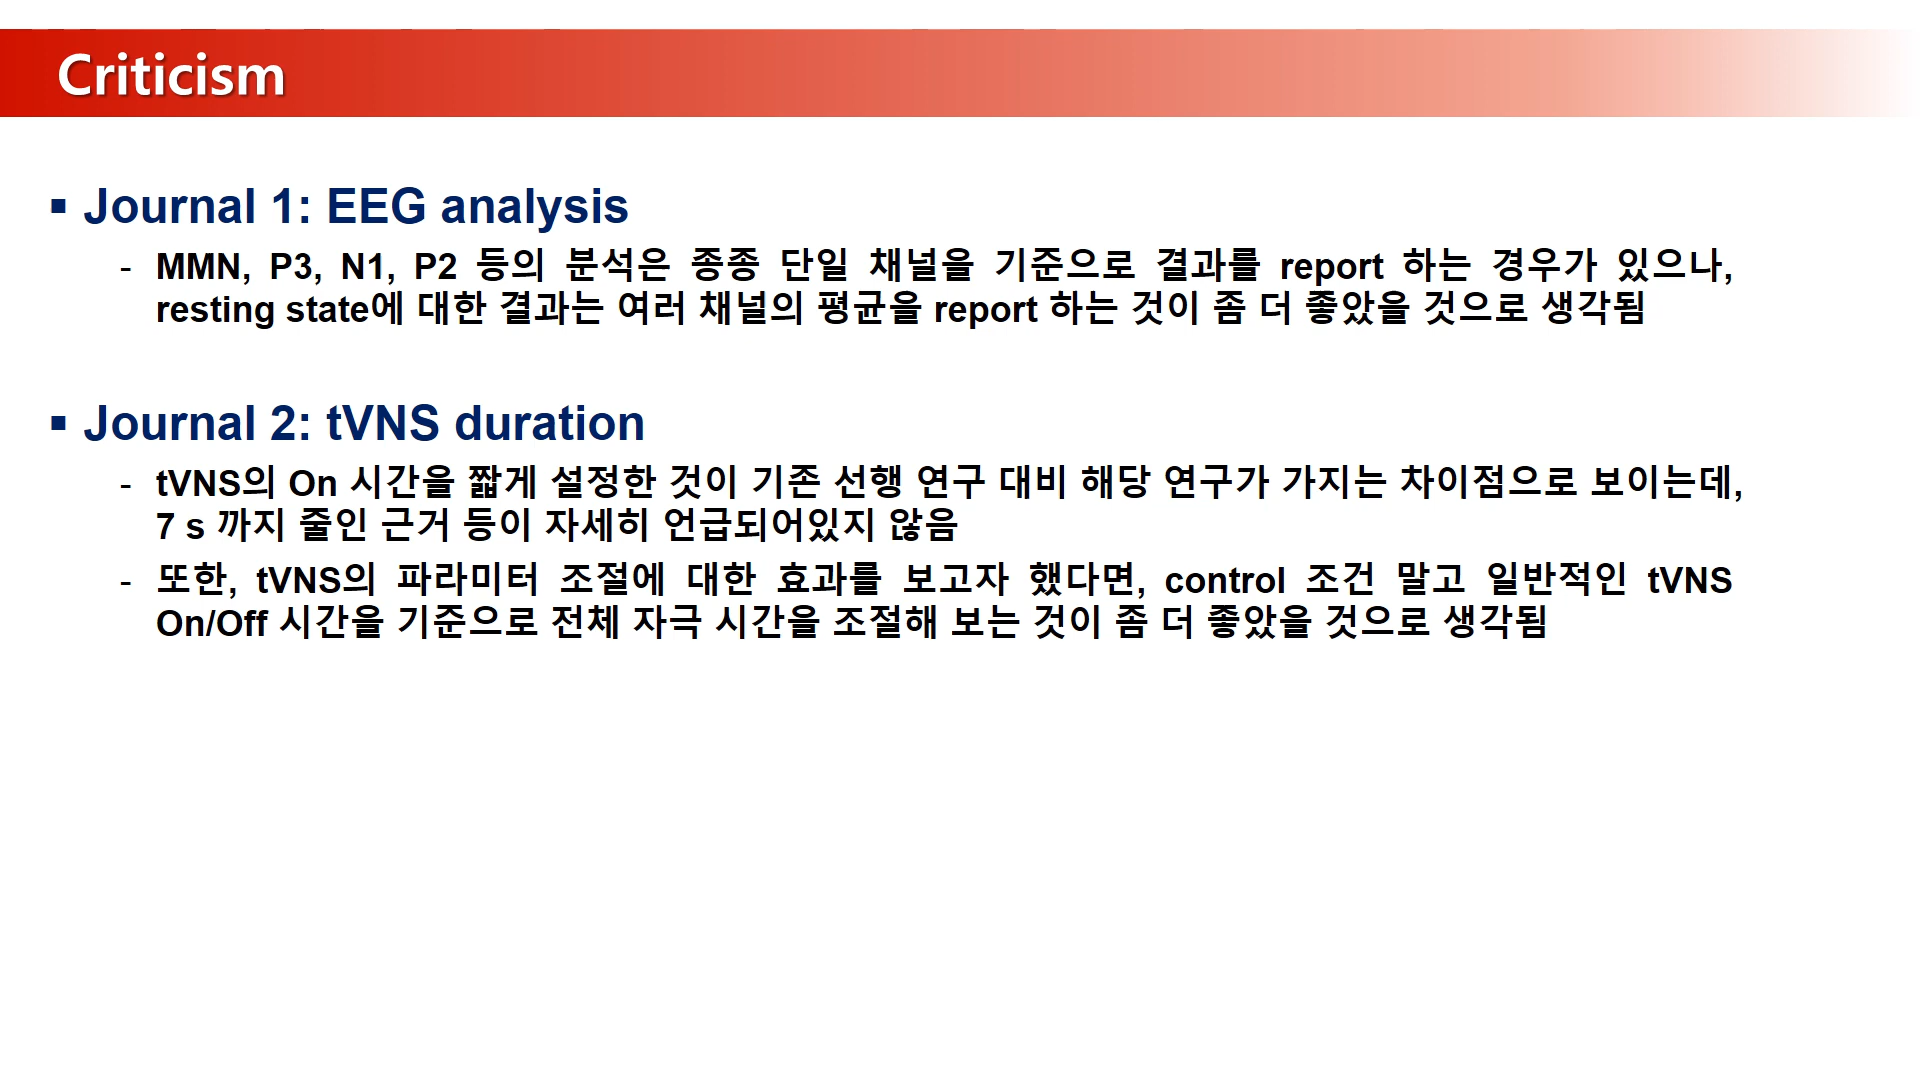 Criticism
▪ Journal 1: EEG analysis
- MMN, P3, N1, P2 등의 분석은 종종 단일 채널을 기준으로 결과를 report 하는 경우가 있으나,
resting state에 대한 결과는 여러 채널의 평균을 report 하는 것이 좀 더 좋았을 것으로 생각됨
▪ Journal 2: tVNS duration
- tVNS의 On 시간을 짧게 설정한 것이 기존 선행 연구 대비 해당 연구가 가지는 차이점으로 보이는데,
7 s 까지 줄인 근거 등이 자세히 언급되어있지 않음
- 또한, tVNS의 파라미터 조절에 대한 효과를 보고자 했다면, control 조건 말고 일반적인 tVNS
On/Off 시간을 기준으로 전체 자극 시간을 조절해 보는 것이 좀 더 좋았을 것으로 생각됨